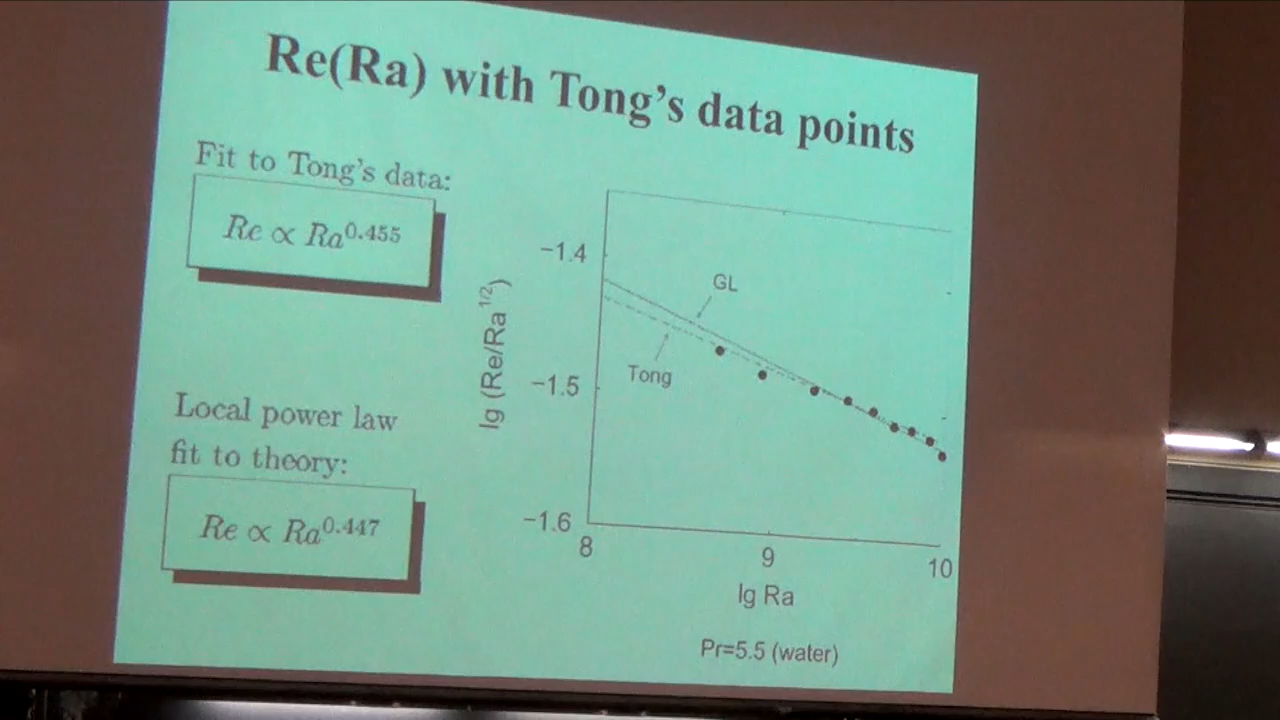 Re(Ra) with Tong's data points
Fit to Tong's data:
Re ∝ Ra^0.455
Local power law
fit to theory:
Re ∝ Ra^0.447
lg (Re/Ra^1/2)
−1.4
−1.5
−1.6
GL
Tong
8
9
10
lg Ra
Pr=5.5 (water)